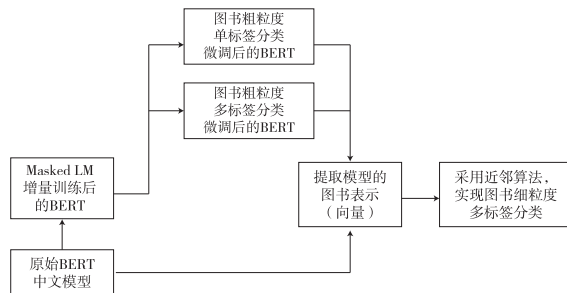 图书粗粒度
单标签分类
微调后的BERT
图书粗粒度
多标签分类
微调后的BERT
Masked LM
增量训练后
的BERT
提取模型的
图书表示
（向量）
采用近邻算法，
实现图书细粒度
多标签分类
原始BERT
中文模型